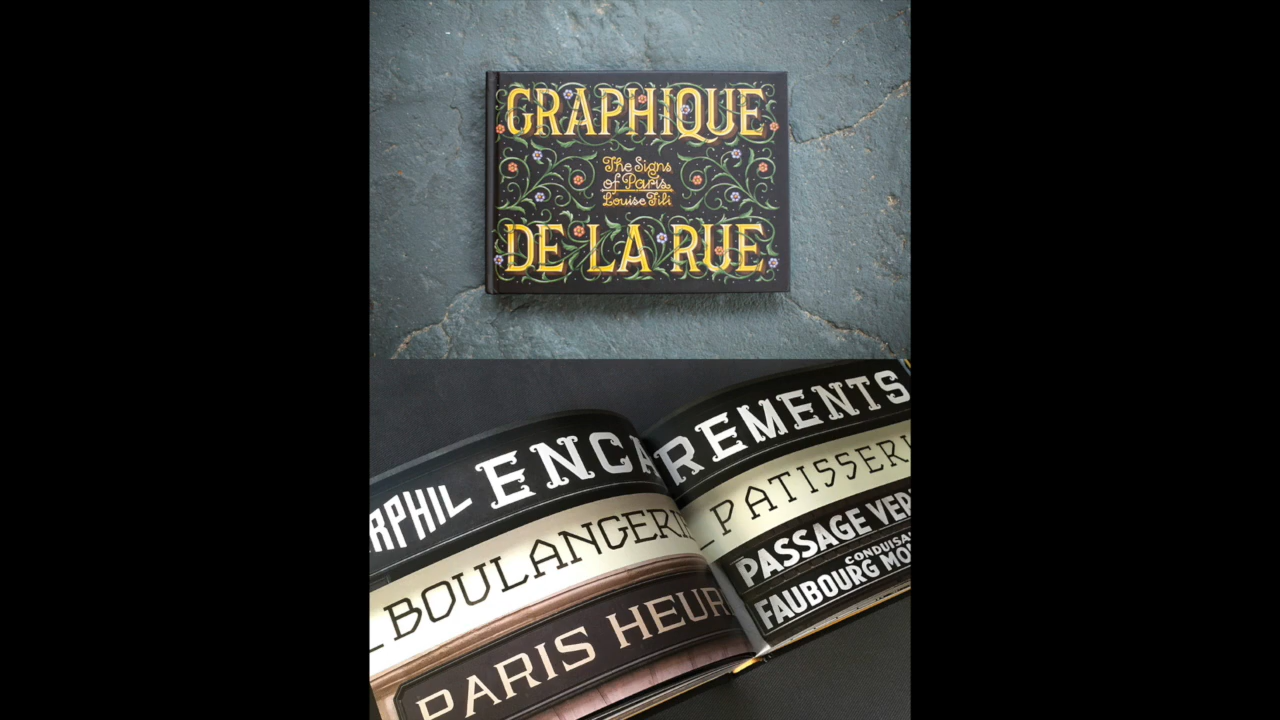 GRAPHIQUE
The Signs
of Paris
Louise Fili
DE LA RUE
RPHIL ENCA
REMENTS
BOULANGERI
PATISSERI
PARIS HEUR
PASSAGE VER
CONDUISA
FAUBOURG MO